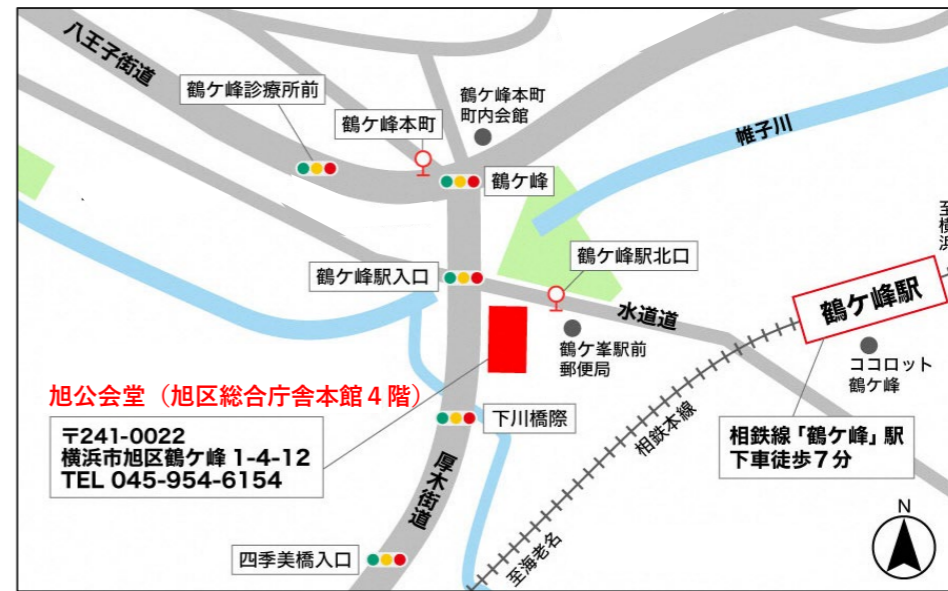 八王子街道
鶴ケ峰診療所前
鶴ケ峰本町
鶴ケ峰本町
町内会館
帷子川
鶴ケ峰
至横浜
鶴ケ峰駅北口
鶴ケ峰駅入口
水道道
鶴ケ峰駅
鶴ケ峯駅前
郵便局
ココロット
鶴ケ峰
旭公会堂（旭区総合庁舎本館４階）
〒241-0022
横浜市旭区鶴ケ峰 1-4-12
TEL 045-954-6154
下川橋際
相鉄本線
相鉄線「鶴ケ峰」駅
下車徒歩７分
厚木街道
四季美橋入口
至海老名
N